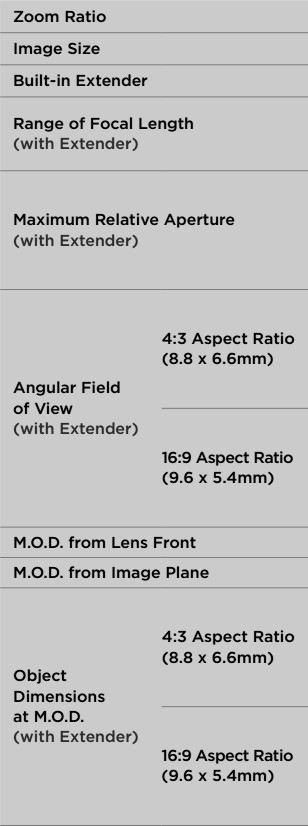 Zoom Ratio
Image Size
Built-in Extender
Range of Focal Length
(with Extender)
Maximum Relative Aperture
(with Extender)
Angular Field
of View
(with Extender)
4:3 Aspect Ratio
(8.8 x 6.6mm)
16:9 Aspect Ratio
(9.6 x 5.4mm)
M.O.D. from Lens Front
M.O.D. from Image Plane
Object
Dimensions
at M.O.D.
(with Extender)
4:3 Aspect Ratio
(8.8 x 6.6mm)
16:9 Aspect Ratio
(9.6 x 5.4mm)